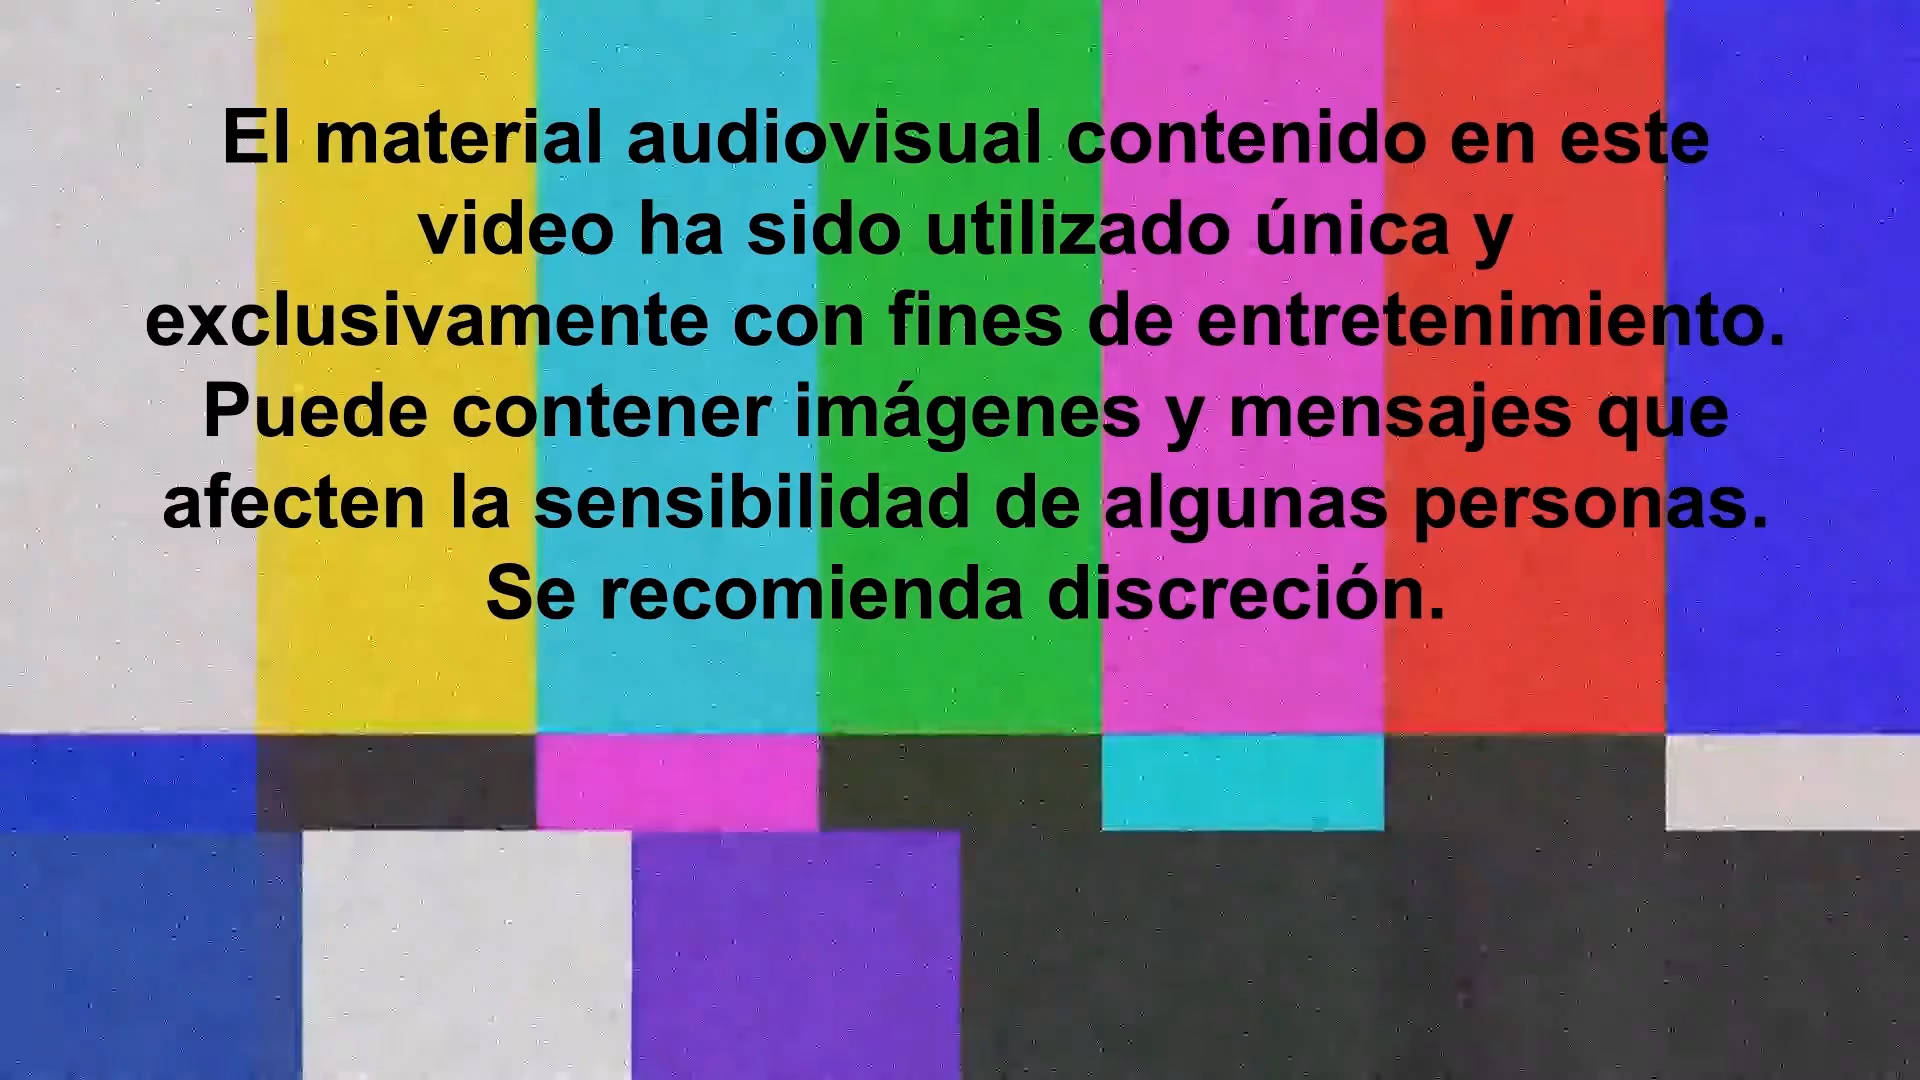 El material audiovisual contenido en este
video ha sido utilizado única y
exclusivamente con fines de entretenimiento.
Puede contener imágenes y mensajes que
afecten la sensibilidad de algunas personas.
Se recomienda discreción.